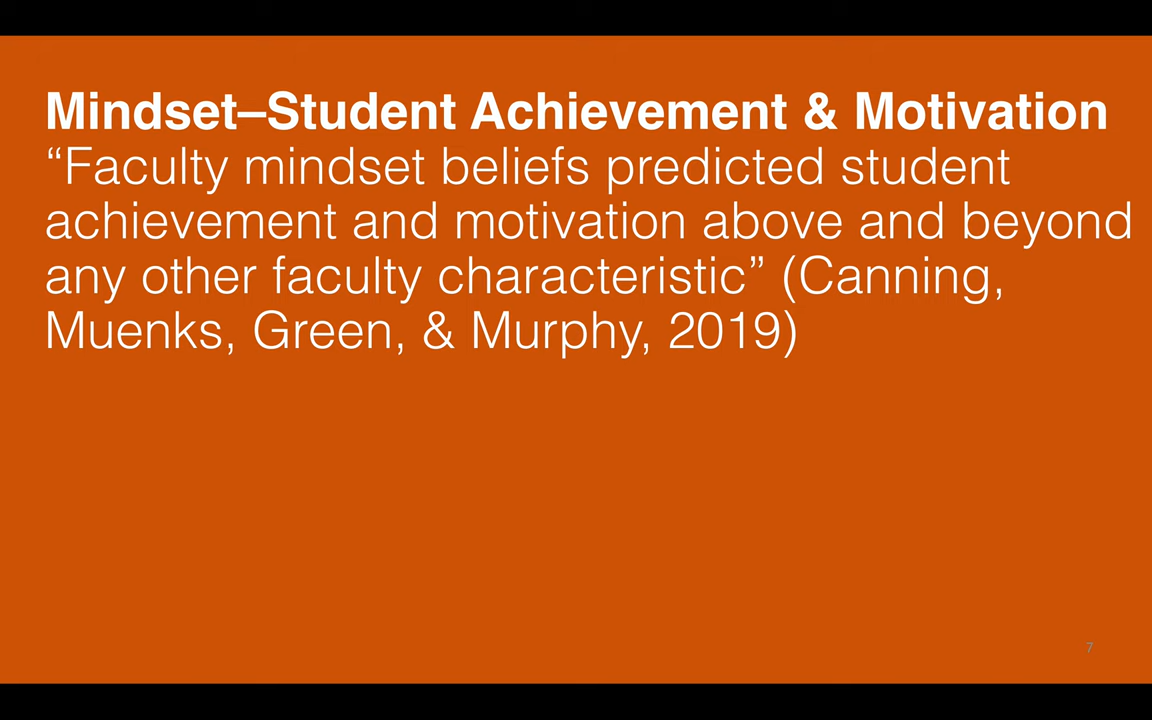 Mindset–Student Achievement & Motivation
“Faculty mindset beliefs predicted student
achievement and motivation above and beyond
any other faculty characteristic” (Canning,
Muenks, Green, & Murphy, 2019)
7